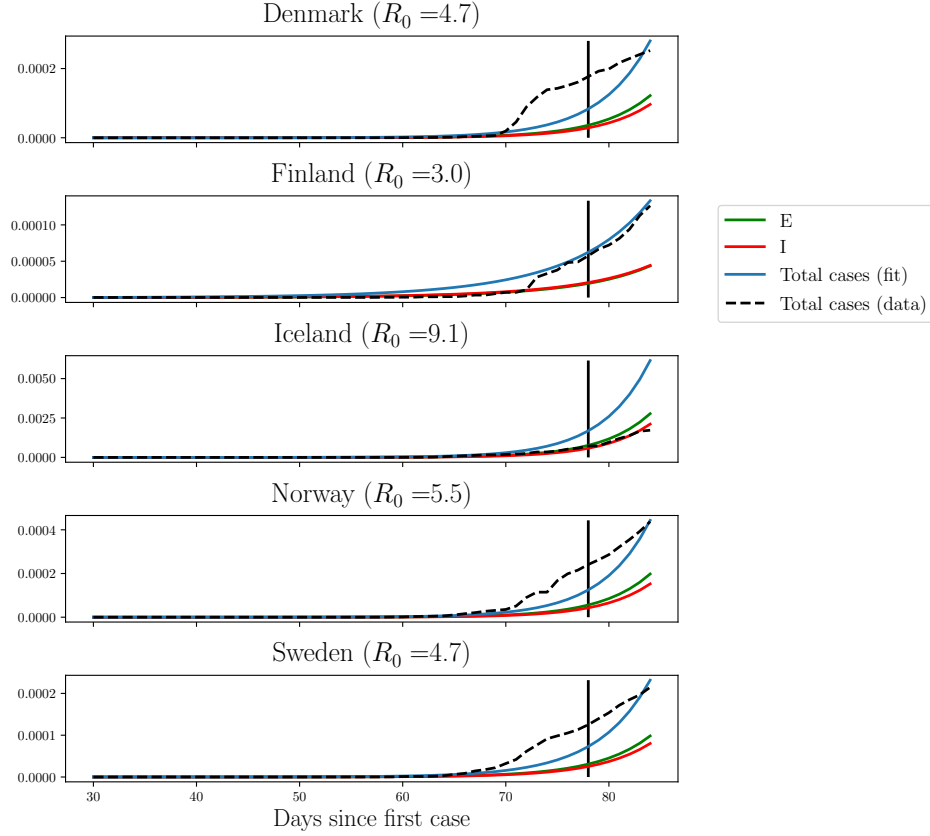 Denmark (R0 =4.7)
0.0002
0.0000
Finland (R0 =3.0)
0.00010
0.00005
0.00000
E
I
Total cases (fit)
Total cases (data)
Iceland (R0 =9.1)
0.0050
0.0025
0.0000
Norway (R0 =5.5)
0.0004
0.0002
0.0000
Sweden (R0 =4.7)
0.0002
0.0001
0.0000
30 40 50 60 70 80
Days since first case